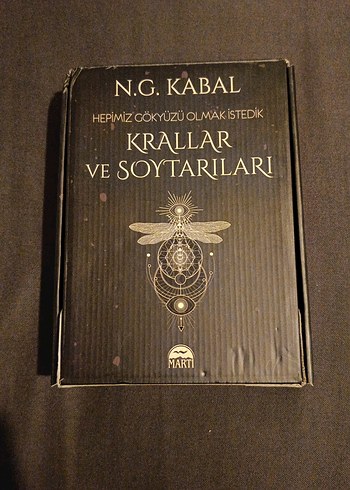 N.G. KABAL
HEPİMİZ GÖKYÜZÜ OLMAK İSTEDİK
KRALLAR
VE SOYTARILARI
MARTI